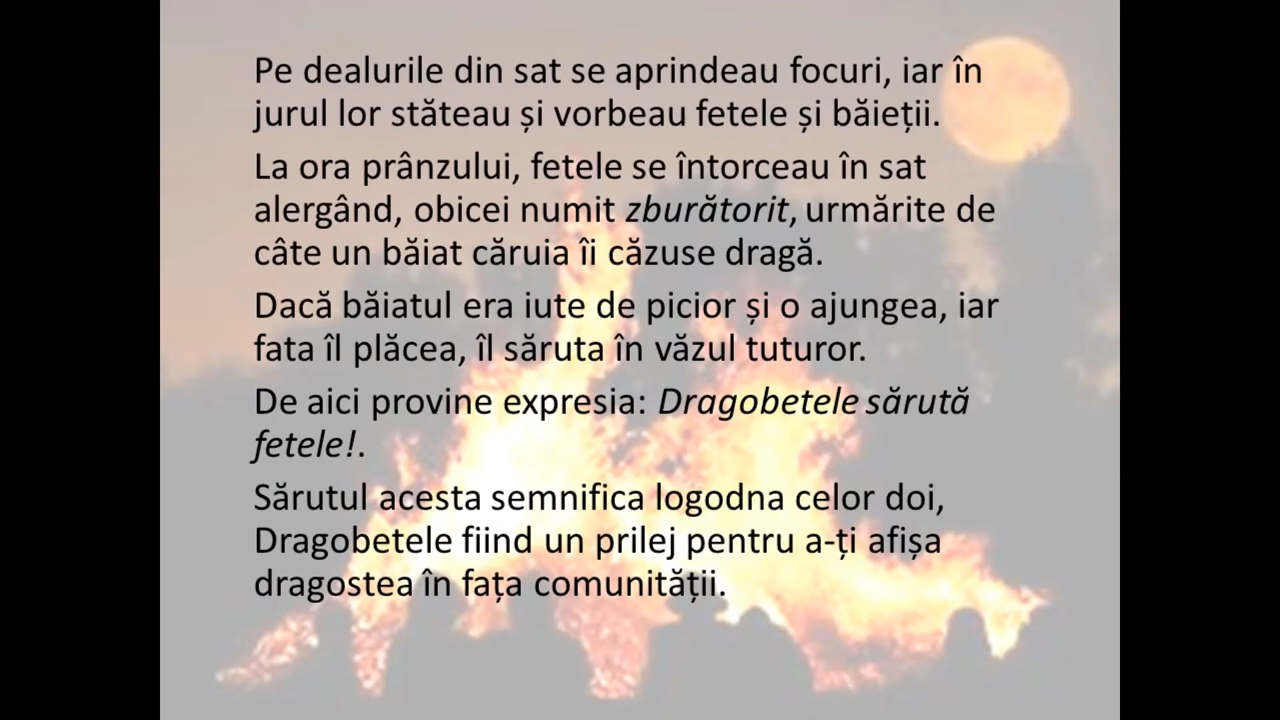 Pe dealurile din sat se aprindeau focuri, iar în
jurul lor stăteau și vorbeau fetele și băieții.
La ora prânzului, fetele se întorceau în sat
alergând, obicei numit zburătorit, urmărite de
câte un băiat căruia îi căzuse dragă.
Dacă băiatul era iute de picior și o ajungea, iar
fata îl plăcea, îl săruta în văzul tuturor.
De aici provine expresia: Dragobetele sărută
fetele!.
Sărutul acesta semnifica logodna celor doi,
Dragobetele fiind un prilej pentru a-ți afișa
dragostea în fața comunității.